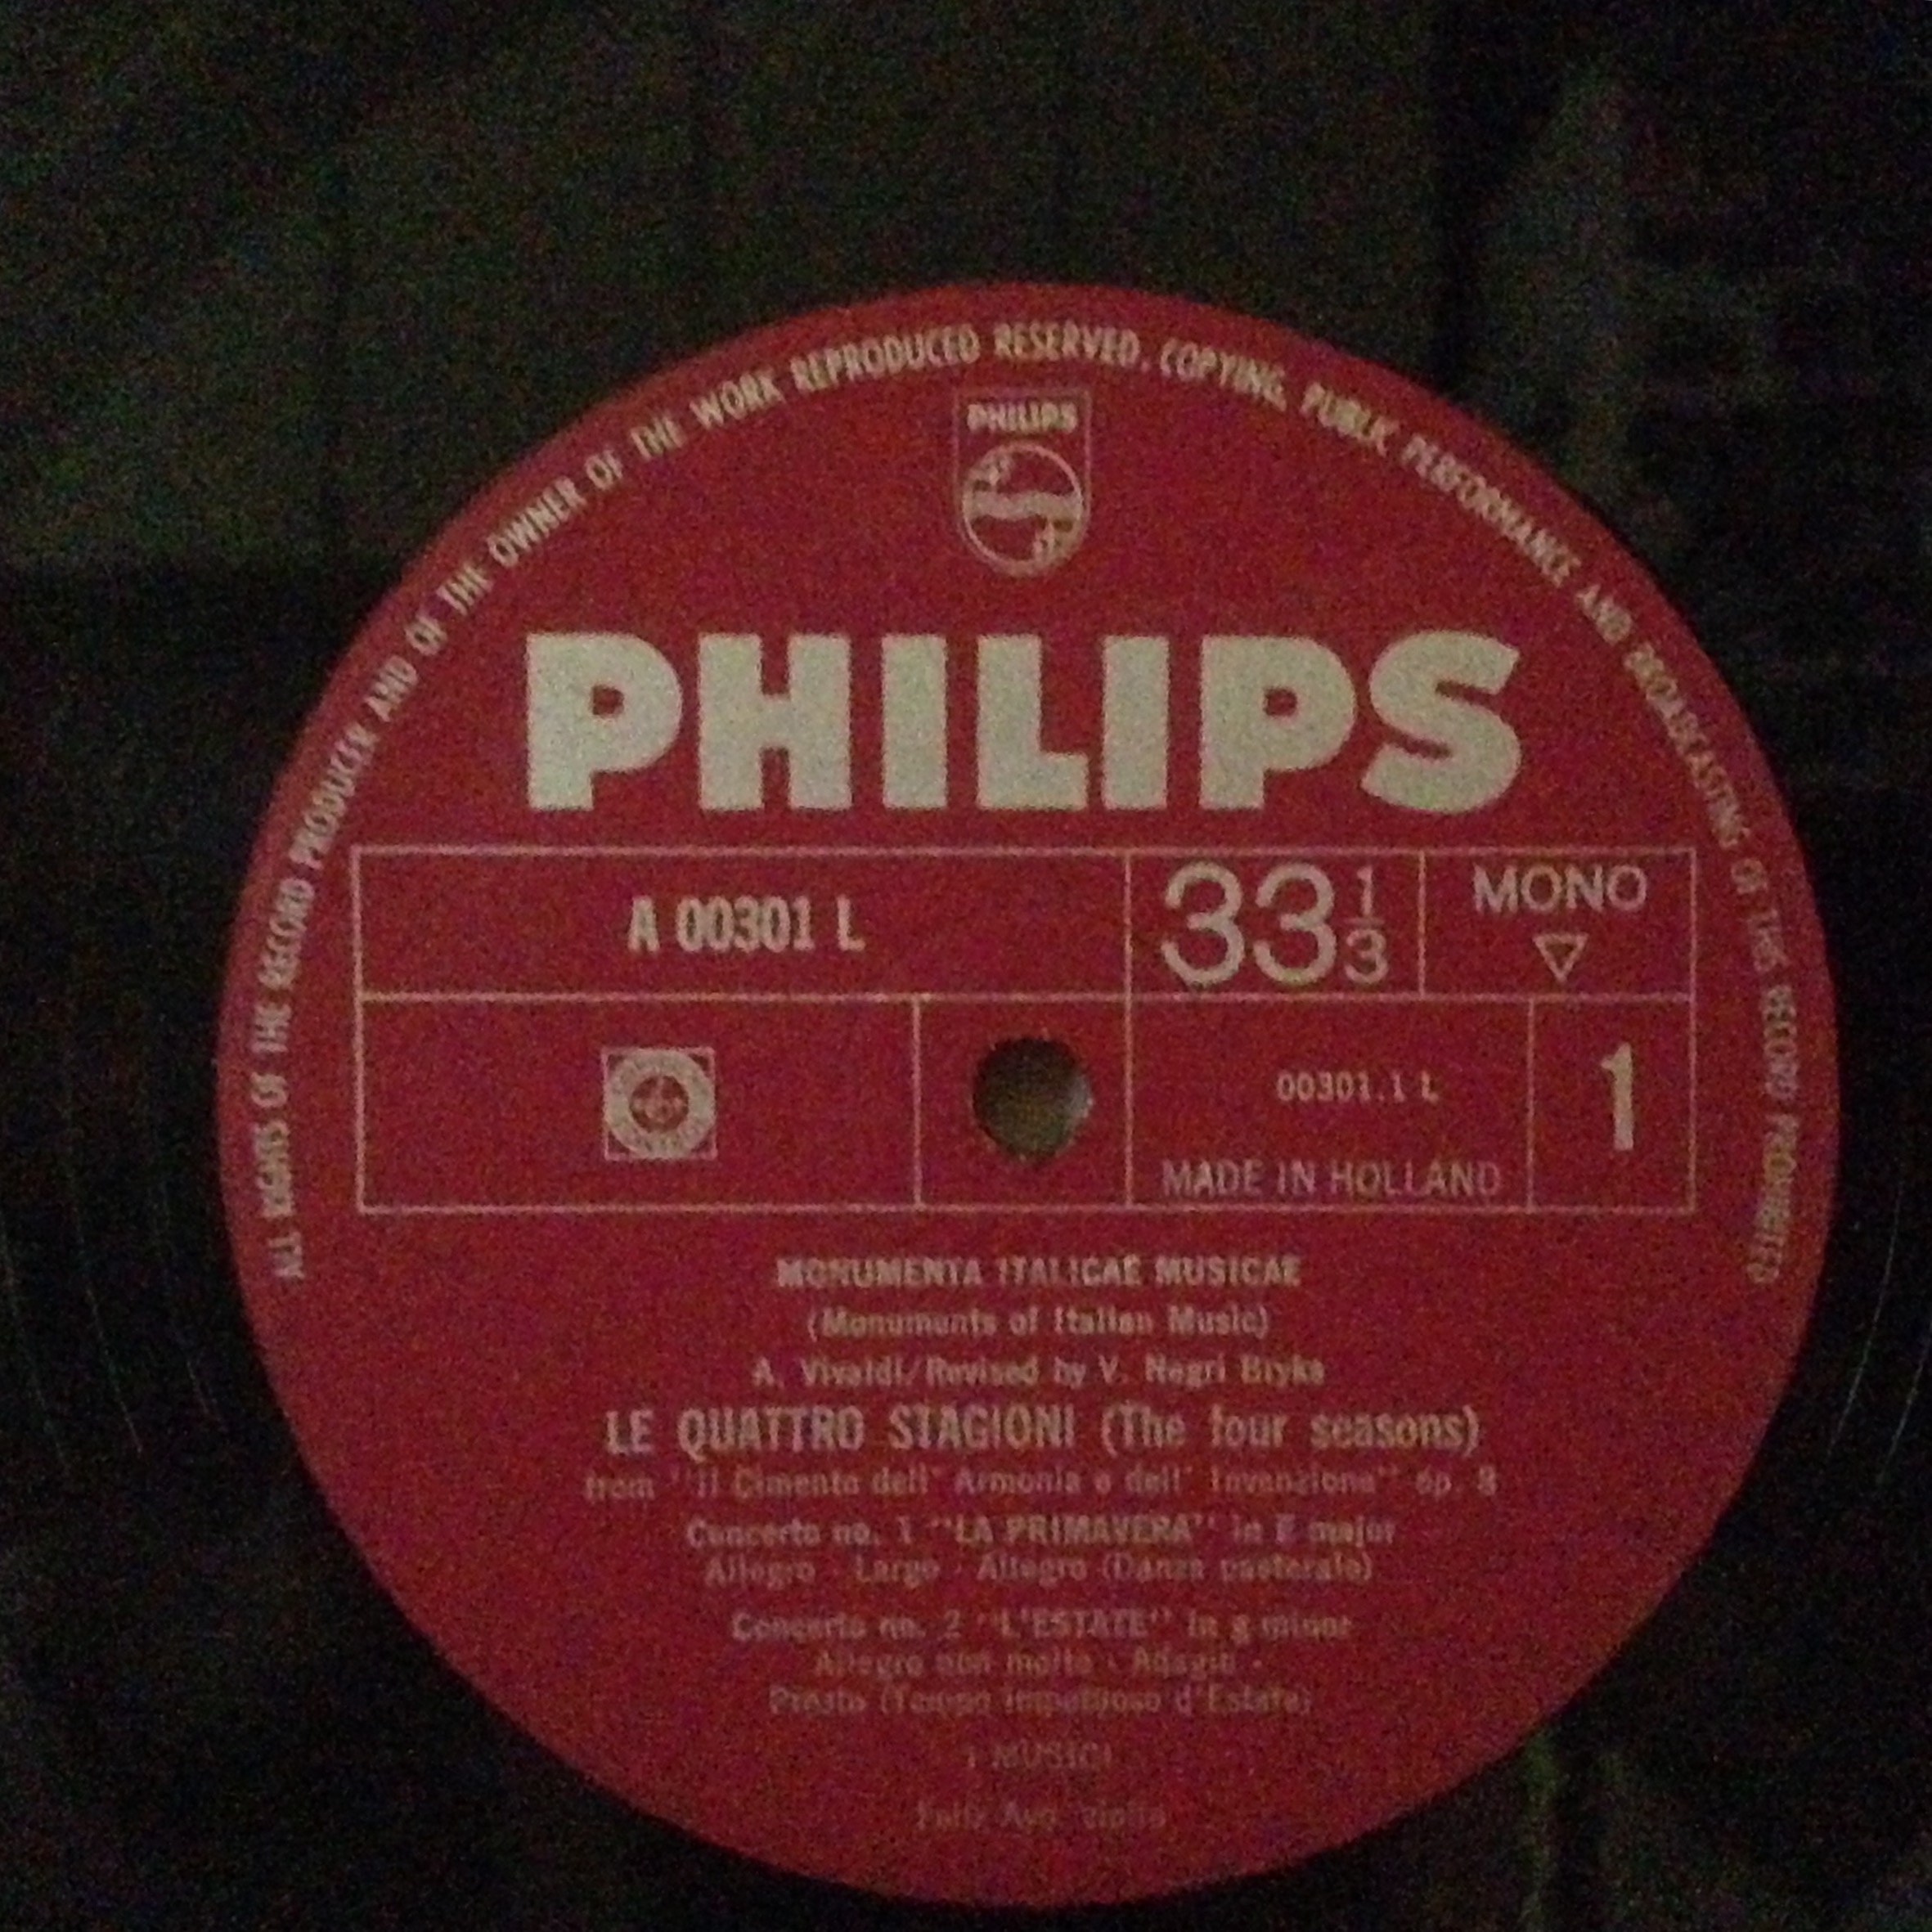 ALL RIGHTS OF THE RECORD PRODUCER AND OF THE OWNER OF THE WORK REPRODUCED RESERVED. COPYING, PUBLIC PERFORMANCE AND BROADCASTING OF THIS RECORD PROHIBITED
PHILIPS
PHILIPS
A 00301 L
33 1/3
MONO
00301.1 L
1
MADE IN HOLLAND
MONUMENTA ITALICAE MUSICAE
(Monuments of Italian Music)
A. Vivaldi/Revised by V. Negri Bryks
LE QUATTRO STAGIONI (The four seasons)
from "Il Cimento dell' Armonia e dell' Invenzione" op. 8
Concerto no. 1 "LA PRIMAVERA" in E major
Allegro - Largo - Allegro (Danza pastorale)
Concerto no. 2 "L'ESTATE" in g minor
Allegro non molto - Adagio -
Presto (Tempo impetuoso d'Estate)
I MUSICI
Felix Ayo, violin